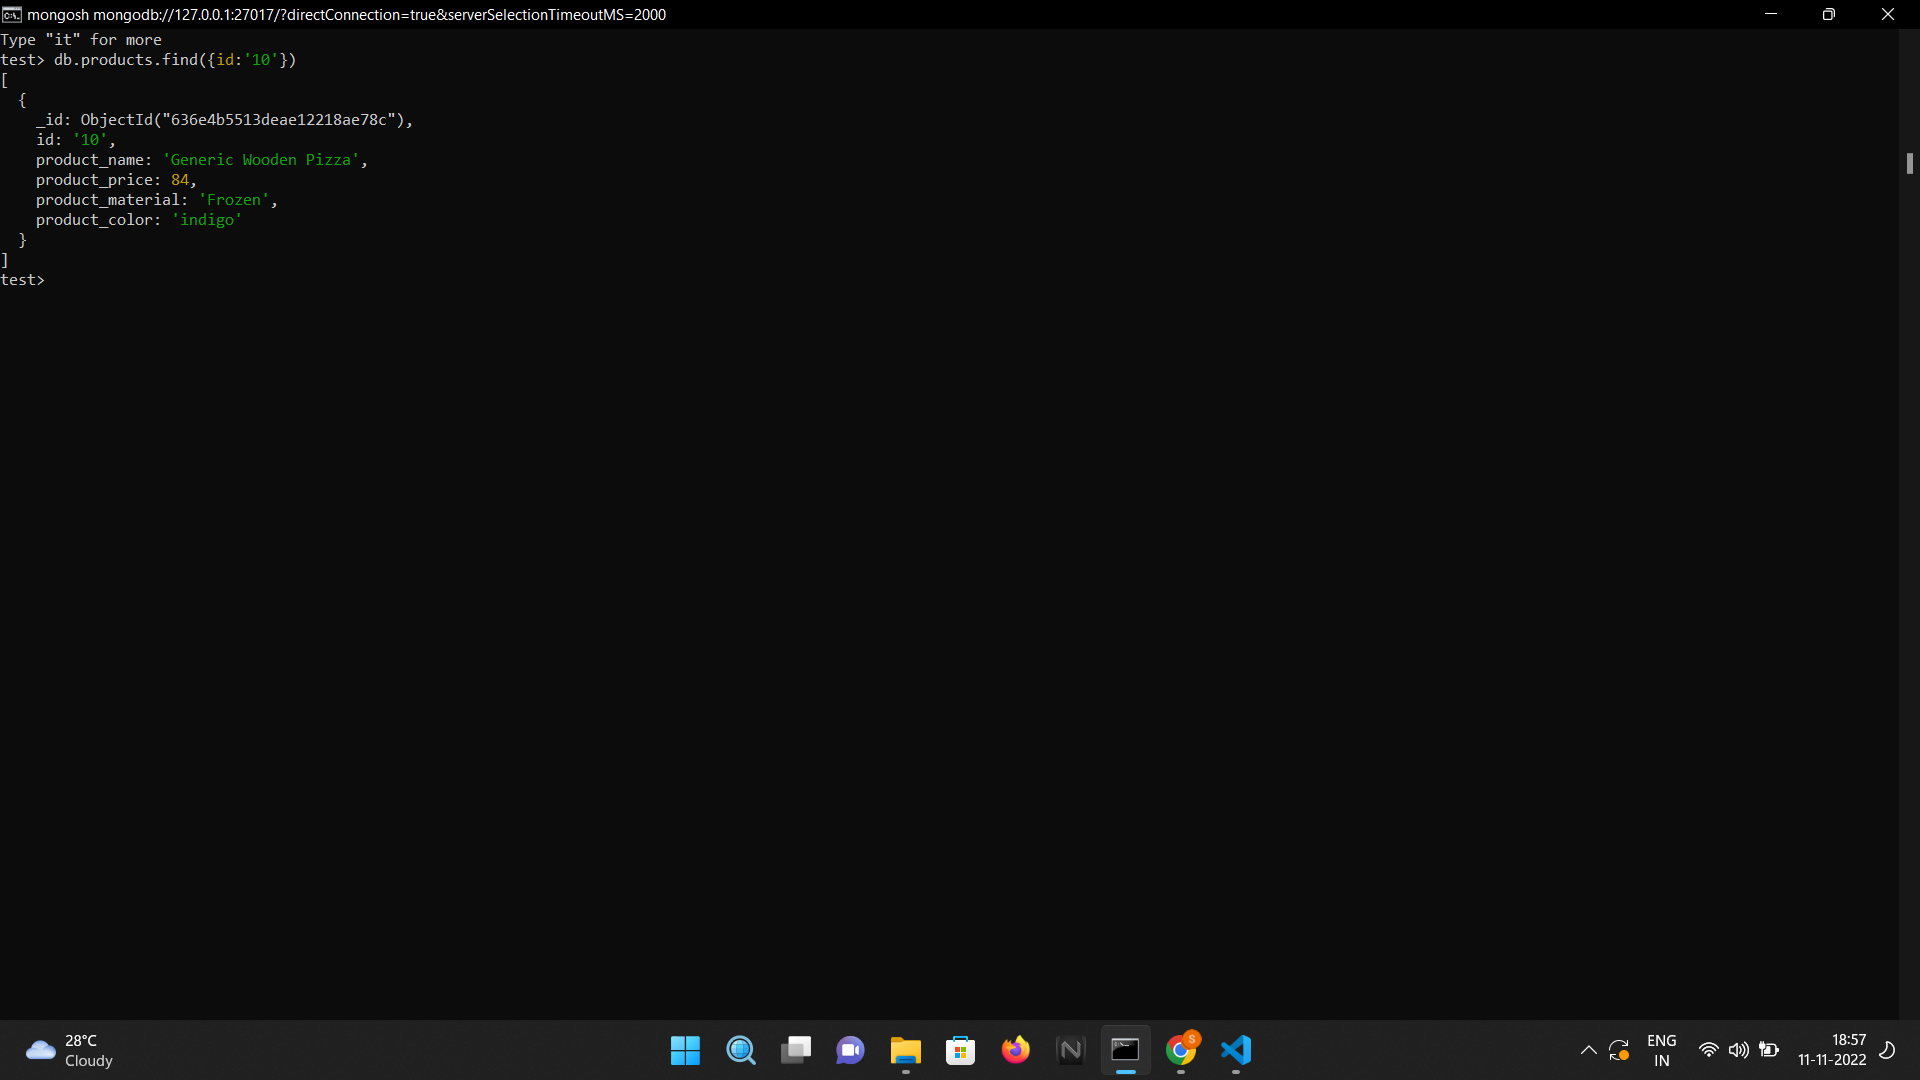 mongosh mongodb://127.0.0.1:27017/?directConnection=true&serverSelectionTimeoutMS=2000
Type "it" for more
test> db.products.find({id:'10'})
[
  {
    _id: ObjectId("636e4b5513deae12218ae78c"),
    id: '10',
    product_name: 'Generic Wooden Pizza',
    product_price: 84,
    product_material: 'Frozen',
    product_color: 'indigo'
  }
]
test>
28°C
Cloudy
S
ENG
IN
18:57
11-11-2022